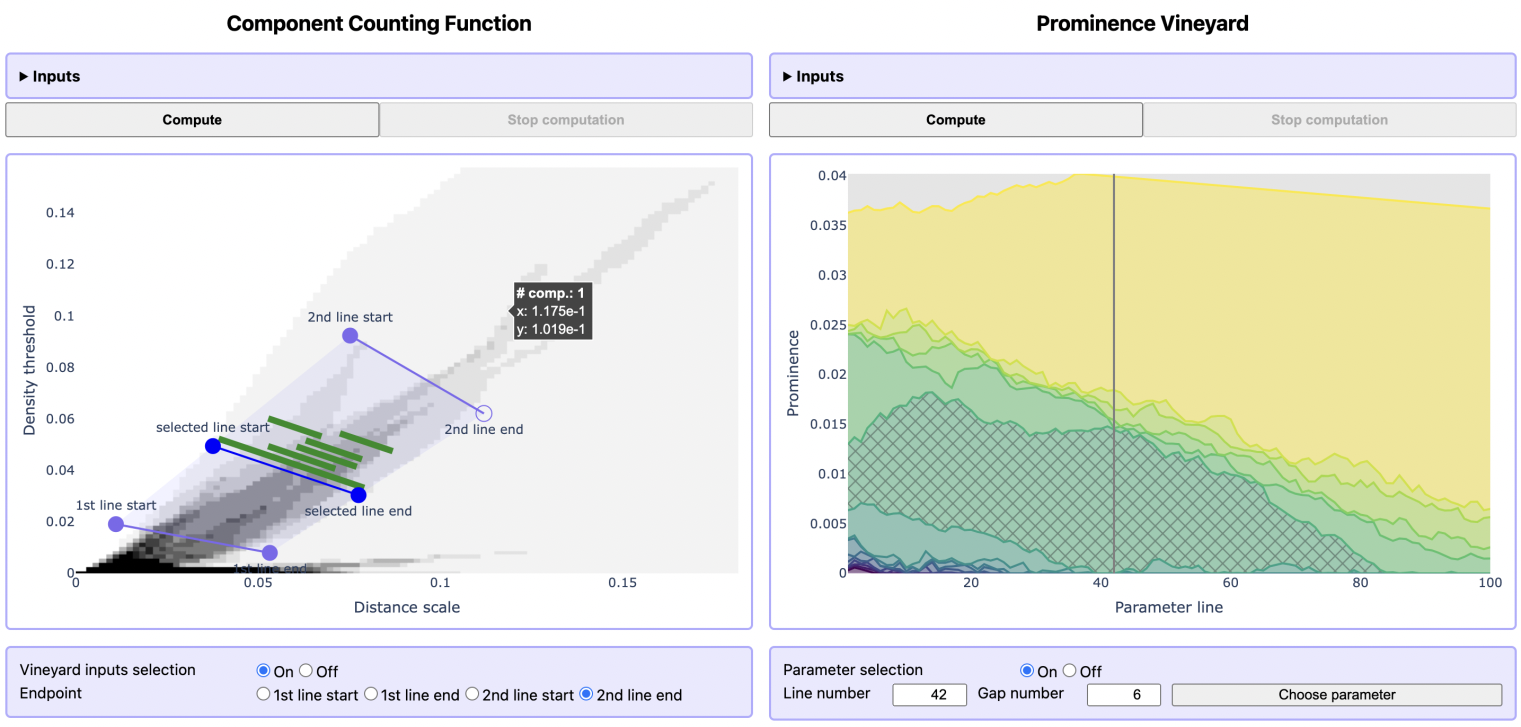 Component Counting Function
Prominence Vineyard
▸ Inputs
▸ Inputs
Compute
Stop computation
Compute
Stop computation
Density threshold
0.14
0.12
0.1
0.08
0.06
0.04
0.02
0
0
0.05
0.1
0.15
Distance scale
# comp.: 1
x: 1.175e-1
y: 1.019e-1
2nd line start
2nd line end
selected line start
selected line end
1st line start
1st line end
Prominence
0.04
0.035
0.03
0.025
0.02
0.015
0.01
0.005
0
20
40
60
80
100
Parameter line
Vineyard inputs selection On Off
Endpoint 1st line start 1st line end 2nd line start 2nd line end
Parameter selection On Off
Line number 42 Gap number 6 Choose parameter